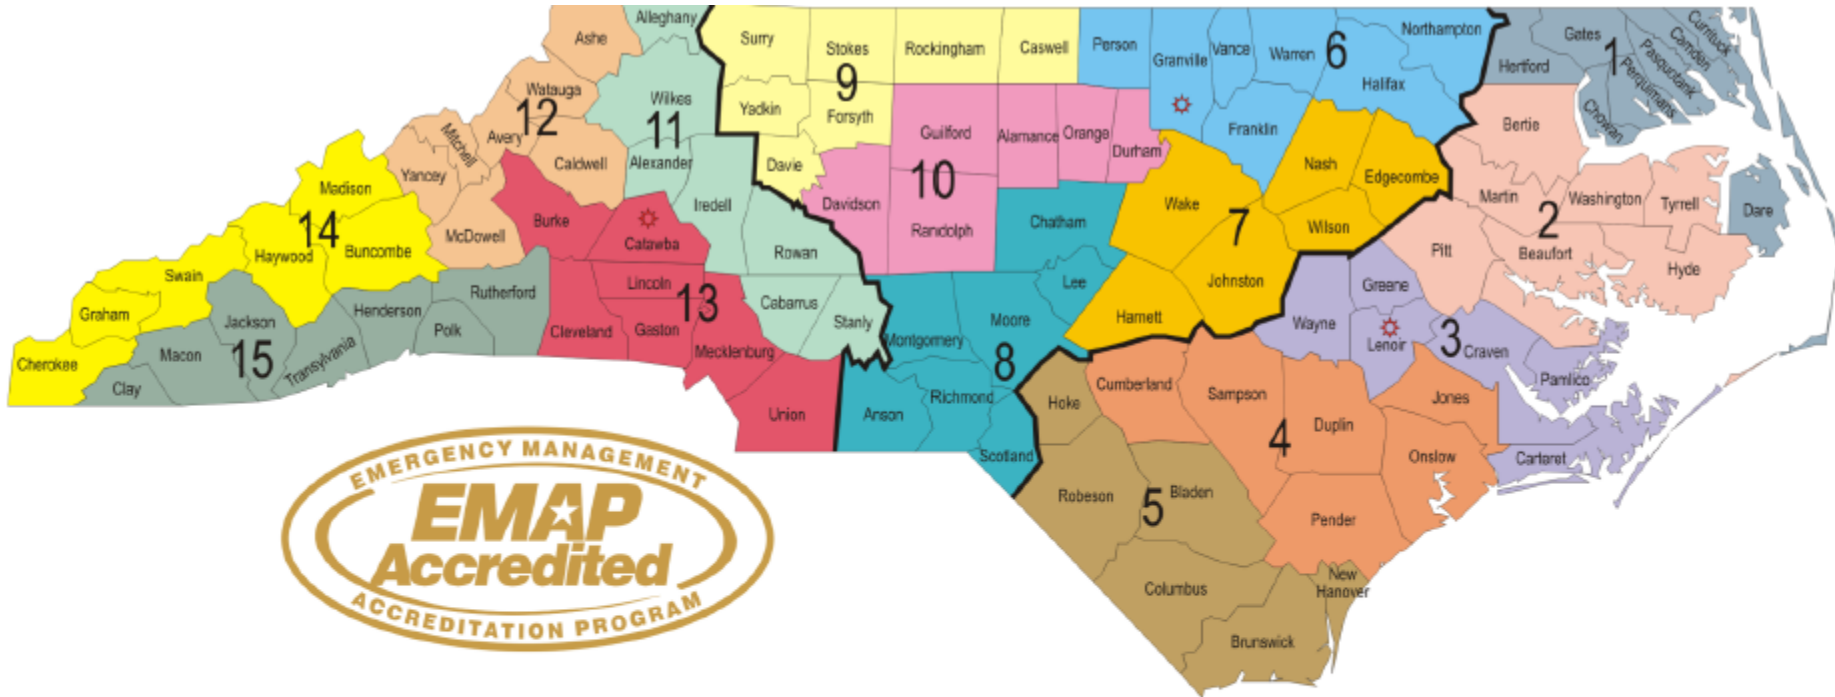 Alleghany
Ashe
Surry
Stokes
Rockingham
Caswell
Person
Granville
Vance
Warren
6
Northampton
Halifax
Hertford
Gates
1
Currituck
Camden
Pasquotank
Perquimans
Chowan
Watauga
12
Avery
Mitchell
Yancey
Caldwell
McDowell
Wilkes
11
Alexander
Iredell
Rowan
Cabarrus
Stanly
9
Yadkin
Forsyth
Davie
Guilford
Alamance
Orange
Durham
10
Davidson
Randolph
Franklin
Nash
Edgecombe
Wake
7
Wilson
Johnston
Harnett
Bertie
Martin
2
Washington
Tyrrell
Dare
Pitt
Beaufort
Hyde
Madison
14
Haywood
Buncombe
Swain
Graham
Cherokee
Burke
Catawba
Lincoln
13
Cleveland
Gaston
Mecklenburg
Union
Rutherford
Henderson
Polk
Jackson
Macon
15
Transylvania
Clay
Chatham
Lee
Moore
Montgomery
8
Anson
Richmond
Scotland
Greene
Wayne
Lenoir
3
Craven
Pamlico
Carteret
Cumberland
Sampson
Duplin
Jones
4
Onslow
Pender
Hoke
Robeson
5
Bladen
Columbus
New
Hanover
Brunswick
EMERGENCY MANAGEMENT
EMAP
Accredited
ACCREDITATION PROGRAM